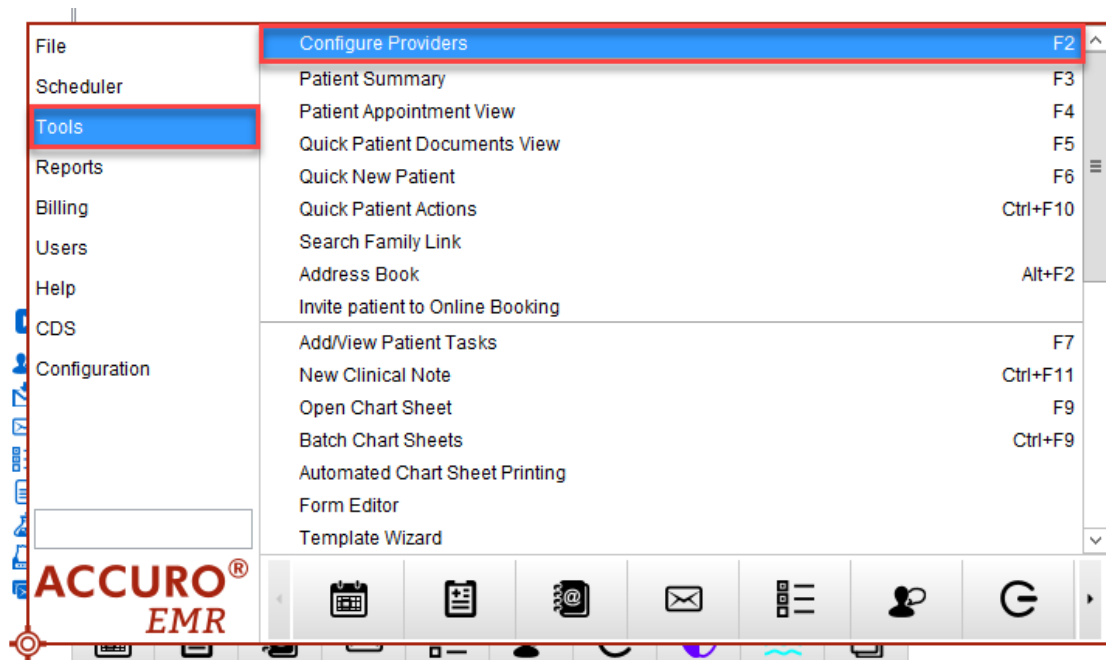 File
Scheduler
Tools
Reports
Billing
Users
Help
CDS
Configuration
Configure Providers F2
Patient Summary F3
Patient Appointment View F4
Quick Patient Documents View F5
Quick New Patient F6
Quick Patient Actions Ctrl+F10
Search Family Link
Address Book Alt+F2
Invite patient to Online Booking
Add/View Patient Tasks F7
New Clinical Note Ctrl+F11
Open Chart Sheet F9
Batch Chart Sheets Ctrl+F9
Automated Chart Sheet Printing
Form Editor
Template Wizard
ACCURO®
EMR